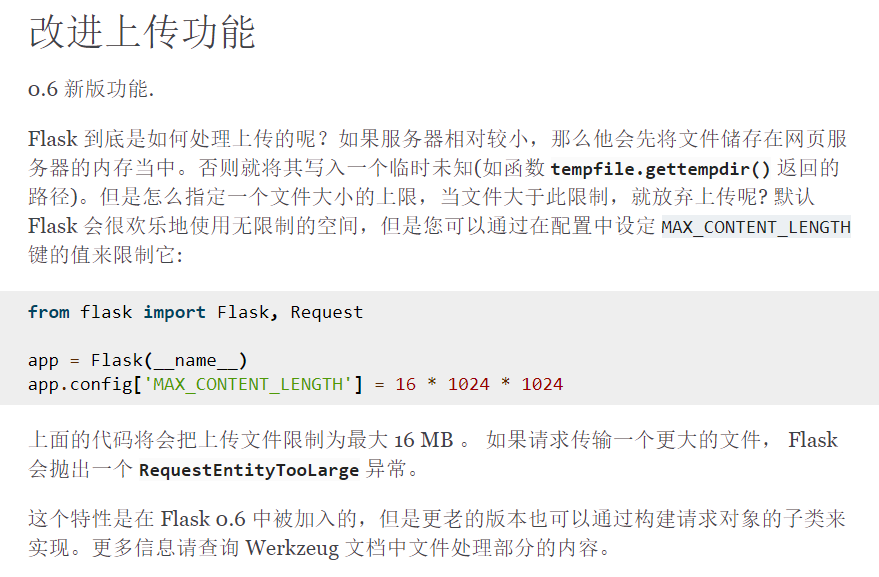 改进上传功能
0.6 新版功能.
Flask 到底是如何处理上传的呢？如果服务器相对较小，那么他会先将文件储存在网页服
务器的内存当中。否则就将其写入一个临时未知(如函数 tempfile.gettempdir() 返回的
路径)。但是怎么指定一个文件大小的上限，当文件大于此限制，就放弃上传呢? 默认
Flask 会很欢乐地使用无限制的空间，但是您可以通过在配置中设定 MAX_CONTENT_LENGTH
键的值来限制它:
from flask import Flask, Request
app = Flask(__name__)
app.config['MAX_CONTENT_LENGTH'] = 16 * 1024 * 1024
上面的代码将会把上传文件限制为最大 16 MB 。 如果请求传输一个更大的文件， Flask
会抛出一个 RequestEntityTooLarge 异常。
这个特性是在 Flask 0.6 中被加入的，但是更老的版本也可以通过构建请求对象的子类来
实现。更多信息请查询 Werkzeug 文档中文件处理部分的内容。